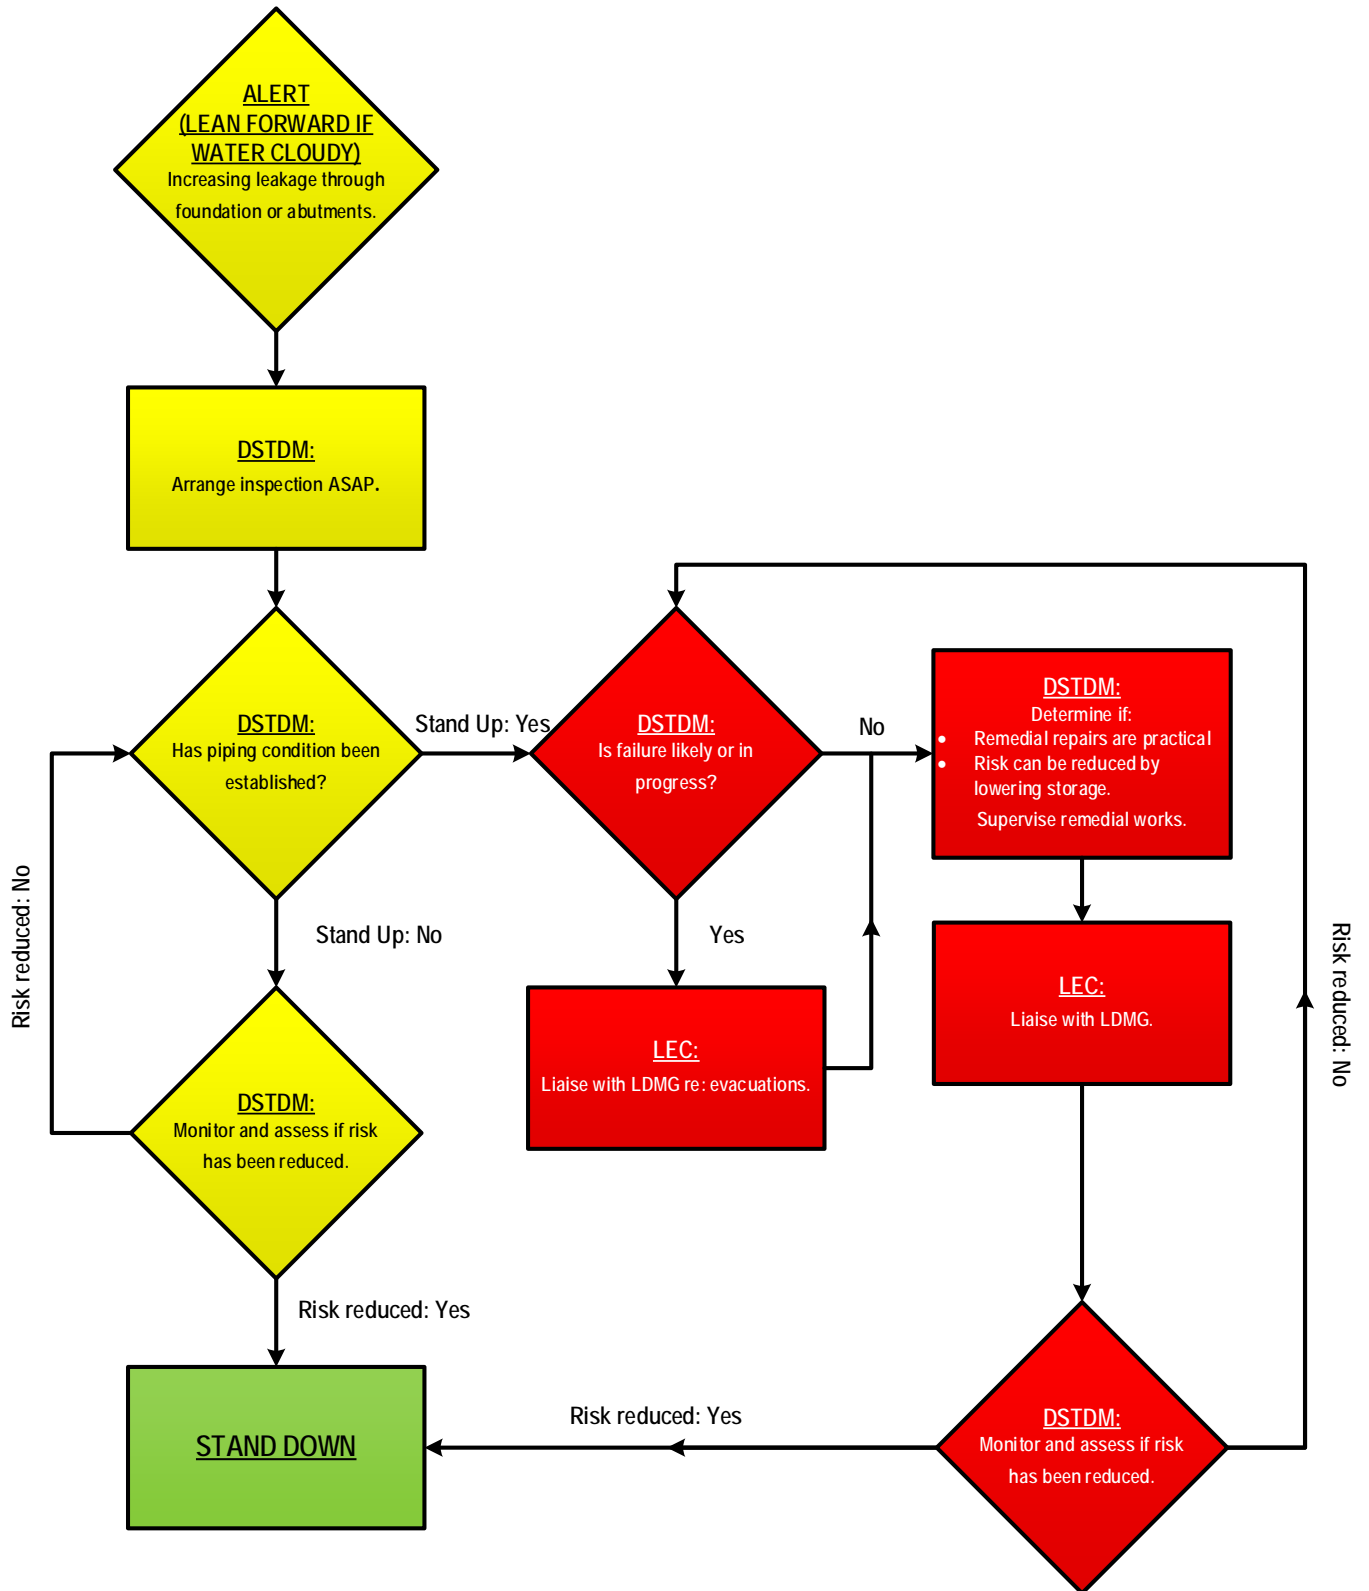 ALERT
(LEAN FORWARD IF
WATER CLOUDY)
Increasing leakage through
foundation or abutments.
DSTDM:
Arrange inspection ASAP.
DSTDM:
Has piping condition been
established?
Stand Up: Yes
DSTDM:
Is failure likely or in
progress?
No
DSTDM:
Determine if:
• Remedial repairs are practical
• Risk can be reduced by
lowering storage.
Supervise remedial works.
Risk reduced: No
Stand Up: No
Yes
LEC:
Liaise with LDMG re: evacuations.
LEC:
Liaise with LDMG.
Risk reduced: No
DSTDM:
Monitor and assess if risk
has been reduced.
Risk reduced: Yes
STAND DOWN
Risk reduced: Yes
DSTDM:
Monitor and assess if risk
has been reduced.